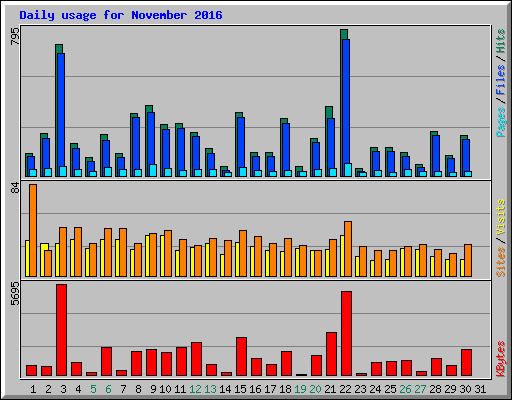 Daily usage for November 2016
795
Pages / Files / Hits
84
Sites / Visits
5695
KBytes
1 2 3 4 5 6 7 8 9 10 11 12 13 14 15 16 17 18 19 20 21 22 23 24 25 26 27 28 29 30 31